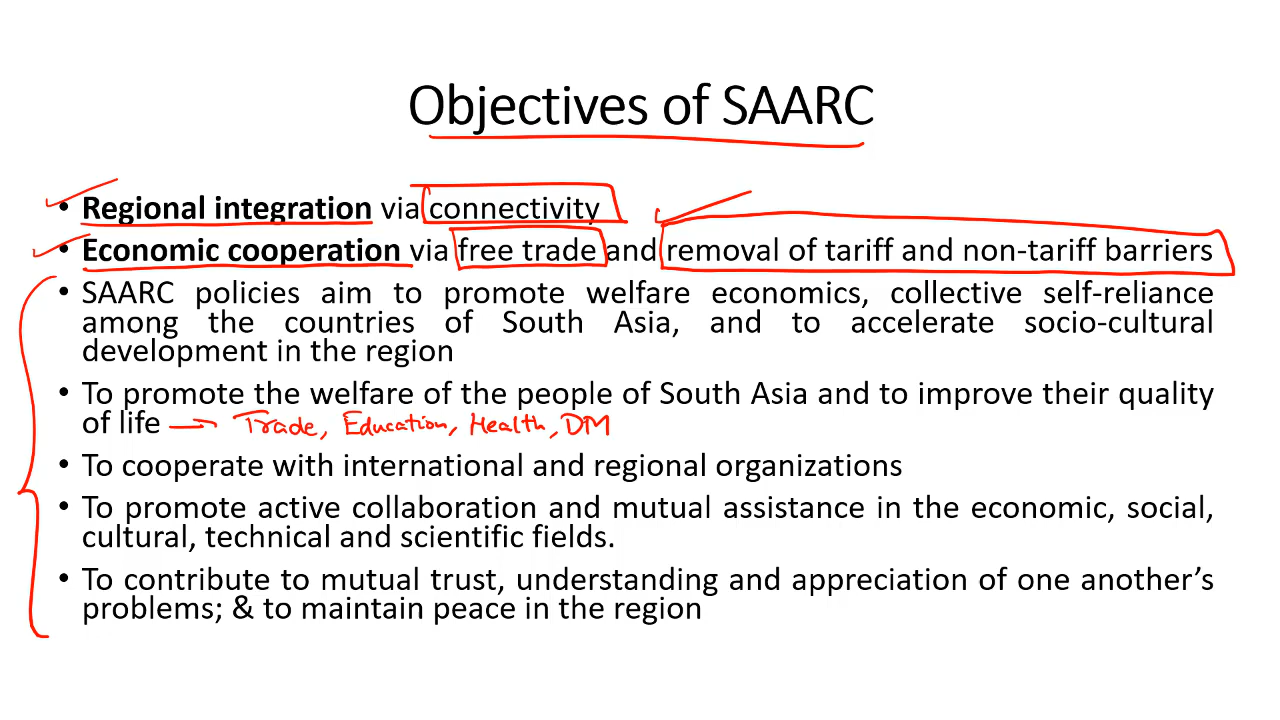 Objectives of SAARC
• Regional integration via connectivity
• Economic cooperation via free trade and removal of tariff and non-tariff barriers
• SAARC policies aim to promote welfare economics, collective self-reliance
among the countries of South Asia, and to accelerate socio-cultural
development in the region
• To promote the welfare of the people of South Asia and to improve their quality
of life → Trade, Education, Health, DM
• To cooperate with international and regional organizations
• To promote active collaboration and mutual assistance in the economic, social,
cultural, technical and scientific fields.
• To contribute to mutual trust, understanding and appreciation of one another’s
problems; & to maintain peace in the region